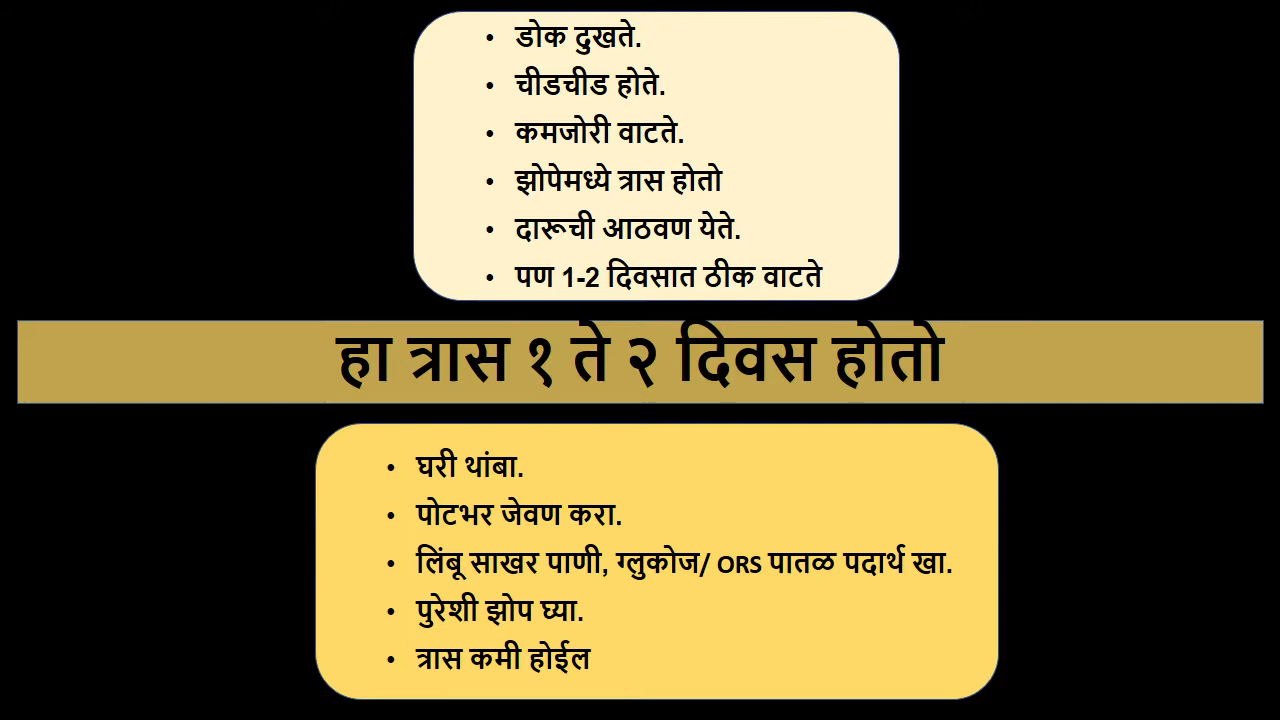 • डोक दुखते.
• चीडचीड होते.
• कमजोरी वाटते.
• झोपेमध्ये त्रास होतो
• दारूची आठवण येते.
• पण 1-2 दिवसात ठीक वाटते
हा त्रास १ ते २ दिवस होतो
• घरी थांबा.
• पोटभर जेवण करा.
• लिंबू साखर पाणी, ग्लुकोज/ ORS पातळ पदार्थ खा.
• पुरेशी झोप घ्या.
• त्रास कमी होईल